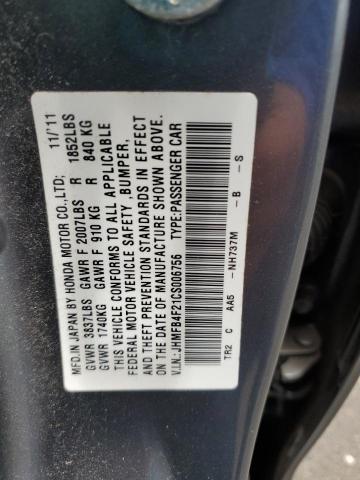 MFD.IN JAPAN BY HONDA MOTOR CO.,LTD; 11/'11
GVWR 3837LBS GAWR F 2007LBS R 1852LBS
GVWR 1740KG GAWR F 910 KG R 840 KG
THIS VEHICLE CONFORMS TO ALL APPLICABLE
FEDERAL MOTOR VEHICLE SAFETY ,BUMPER,
AND THEFT PREVENTION STANDARDS IN EFFECT
ON THE DATE OF MANUFACTURE SHOWN ABOVE.
V.I.N.: JHMFB4F21CS006756 TYPE:PASSENGER CAR
TR2 C AA5 -NH737M -B -S